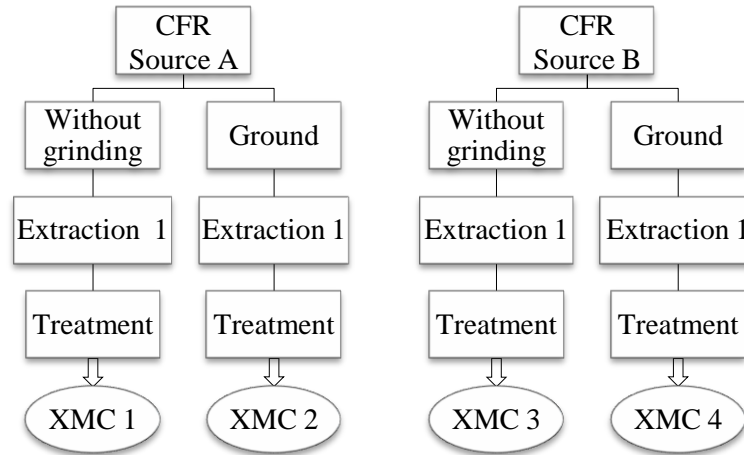 CFR
Source A
CFR
Source B
Without
grinding
Ground
Without
grinding
Ground
Extraction 1
Extraction 1
Extraction 1
Extraction 1
Treatment
Treatment
Treatment
Treatment
XMC 1
XMC 2
XMC 3
XMC 4